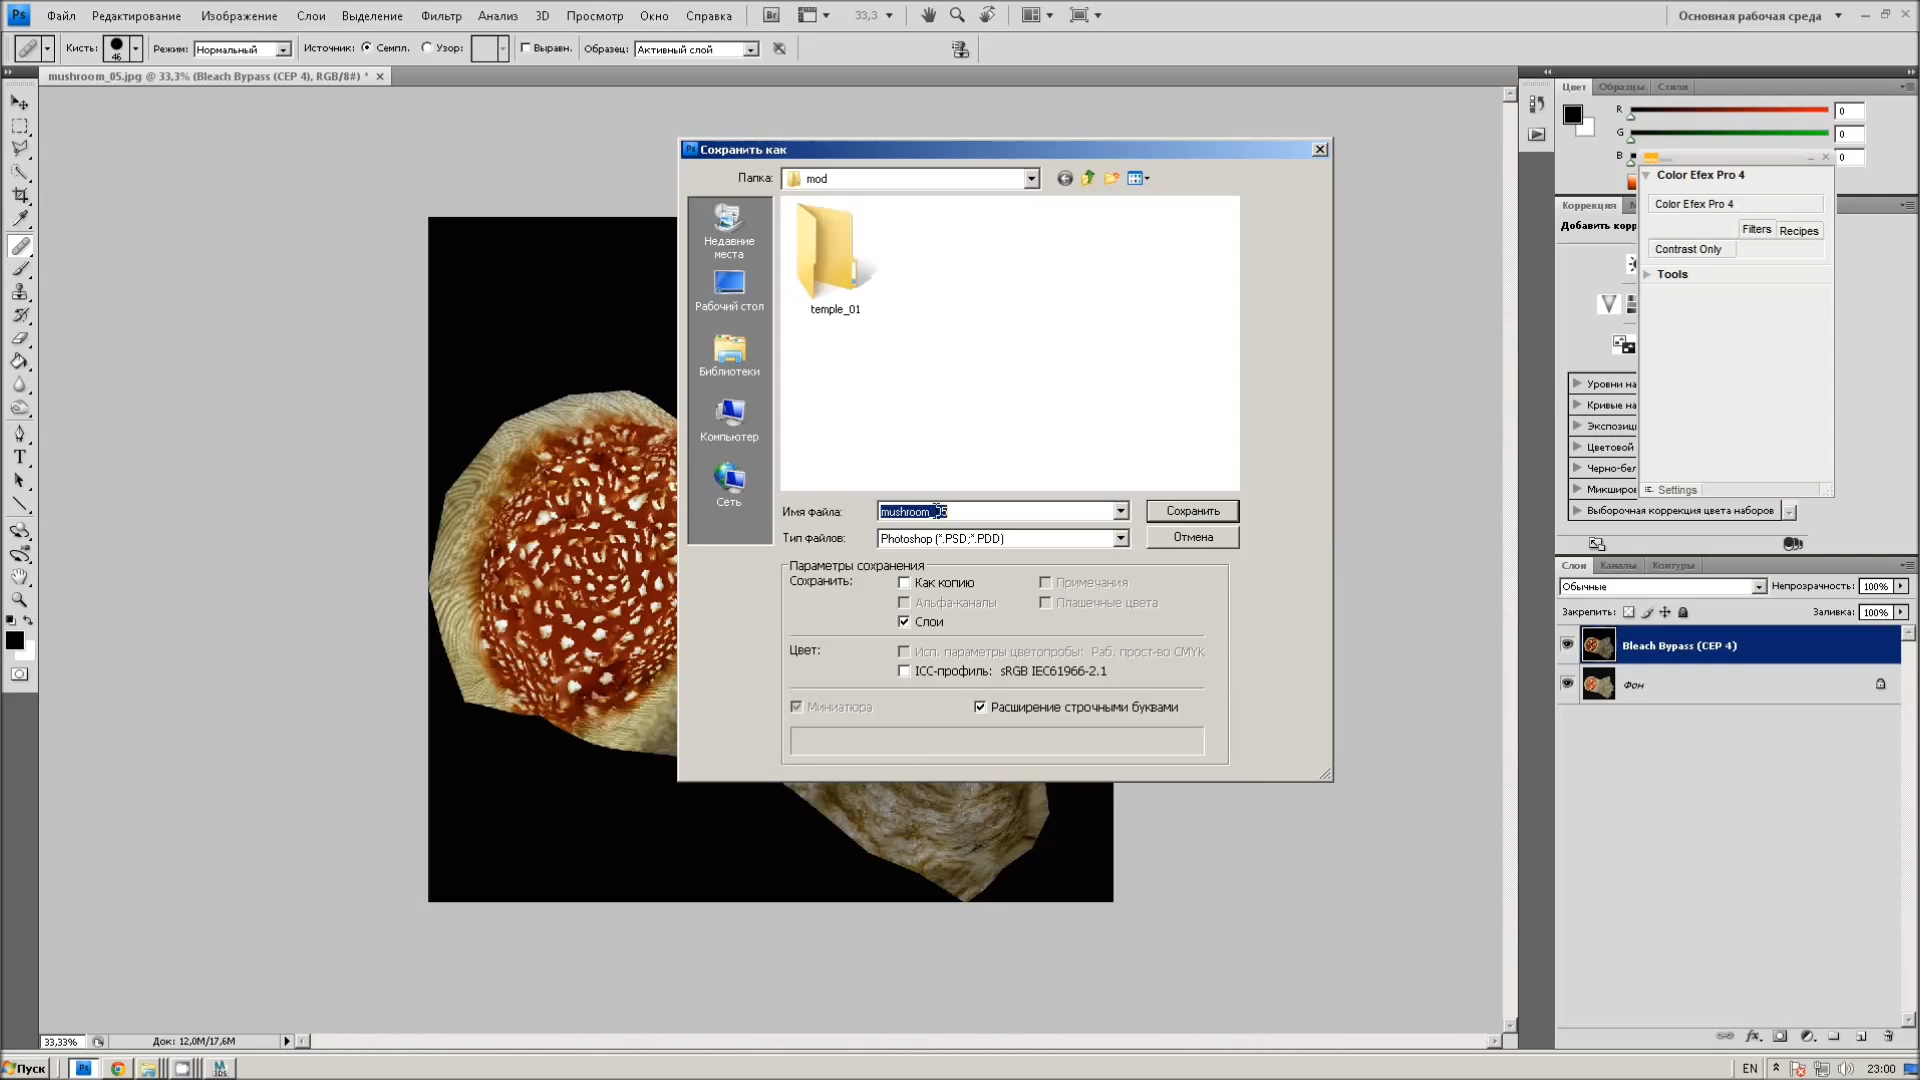 Ps Файл Редактирование Изображение Слои Выделение Фильтр Анализ 3D Просмотр Окно Справка Br 33,3 Основная рабочая среда
Кисть: 46 Режим: Нормальный Источник: Семпл. Узор: Выравн. Образец: Активный слой
mushroom_05.jpg @ 33,3% (Bleach Bypass (CEP 4), RGB/8#) *
Цвет Образцы Стили
R 0
G 0
B 0
Color Efex Pro 4
Color Efex Pro 4
Filters Recipes
Contrast Only
Tools
Settings
Коррекция
Добавить корр
Уровни на
Кривые на
Экспозици
Цветовой
Черно-бел
Микширов
Выборочная коррекция цвета наборов
Сохранить как
Папка: mod
Недавние места
Рабочий стол
Библиотеки
Компьютер
Сеть
temple_01
Имя файла: mushroom_05 Сохранить
Тип файлов: Photoshop (*.PSD;*.PDD) Отмена
Параметры сохранения
Сохранить: Как копию Примечания
Альфа-каналы Плашечные цвета
Слои
Цвет: Исп. параметры цветопробы: Раб. прост-во CMYK
ICC-профиль: sRGB IEC61966-2.1
Миниатюра Расширение строчными буквами
Слои Каналы Контуры
Обычные Непрозрачность: 100%
Закрепить: Заливка: 100%
Bleach Bypass (CEP 4)
Фон
33,33% Док: 12,0M/17,6M
Пуск EN 23:00